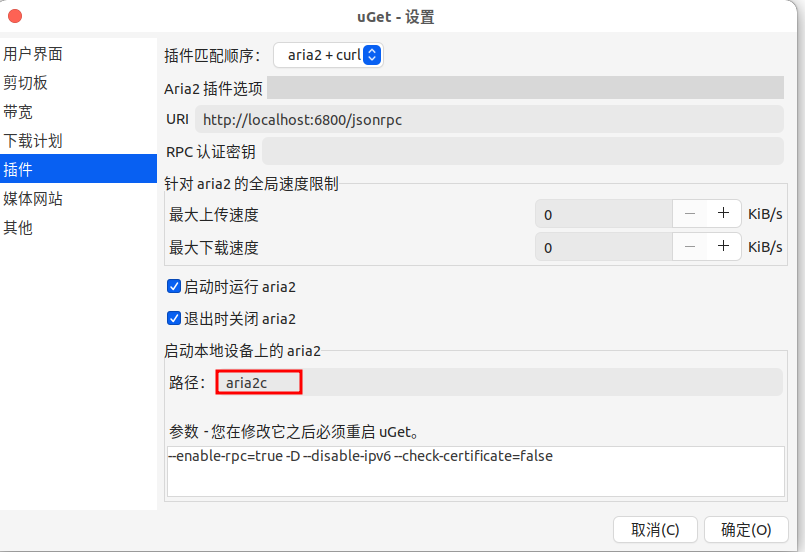 uGet - 设置
用户界面
剪切板
带宽
下载计划
插件
媒体网站
其他
插件匹配顺序： aria2 + curl
Aria2 插件选项
URI http://localhost:6800/jsonrpc
RPC 认证密钥
针对 aria2 的全局速度限制
最大上传速度 0 − + KiB/s
最大下载速度 0 − + KiB/s
启动时运行 aria2
退出时关闭 aria2
启动本地设备上的 aria2
路径： aria2c
参数 - 您在修改它之后必须重启 uGet。
--enable-rpc=true -D --disable-ipv6 --check-certificate=false
取消(C) 确定(O)